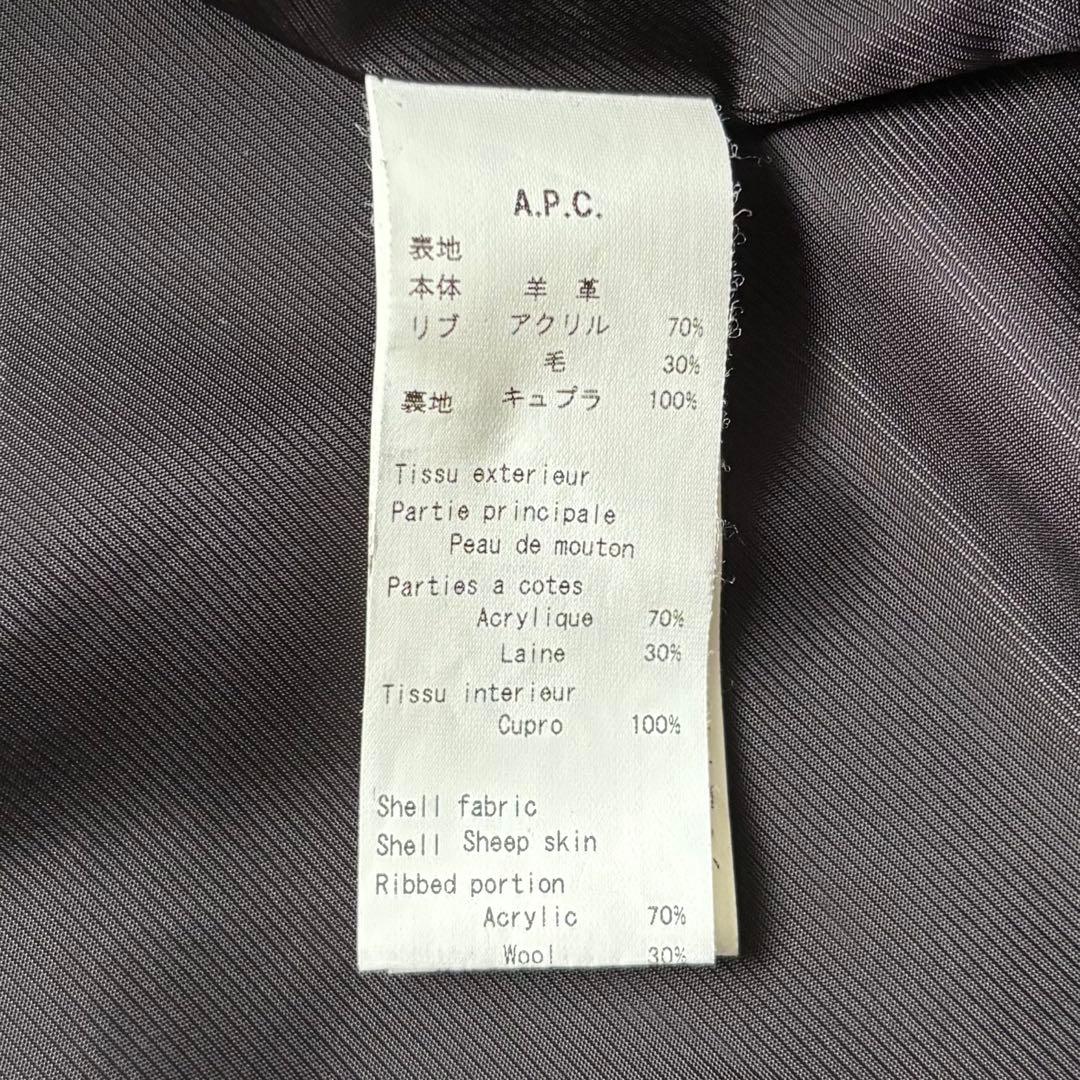 A.P.C.
表地
本体 羊 革
リブ アクリル 70%
毛 30%
裏地 キュプラ 100%
Tissu exterieur
Partie principale
Peau de mouton
Parties a cotes
Acrylique 70%
Laine 30%
Tissu interieur
Cupro 100%
Shell fabric
Shell Sheep skin
Ribbed portion
Acrylic 70%
Wool 30%